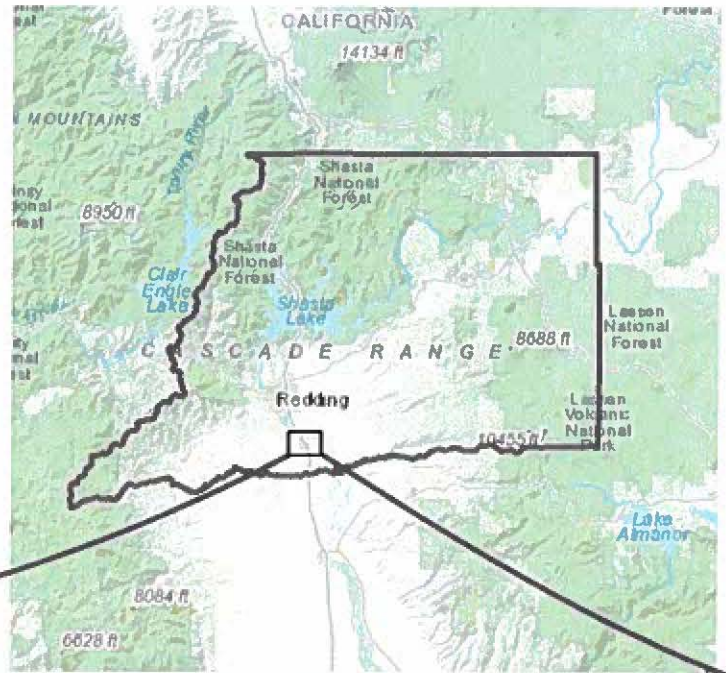 CALIFORNIA
14134 ft
MOUNTAINS
Trinity River
Shasta
National
Forest
8950 ft
Shasta
National
Forest
Clair
Engle
Lake
Shasta
Lake
Lassen
National
Forest
8688 ft
CASCADE RANGE
Redding
Lassen
Volcanic
National
Park
10455 ft
Lake
Almanor
8084 ft
6628 ft